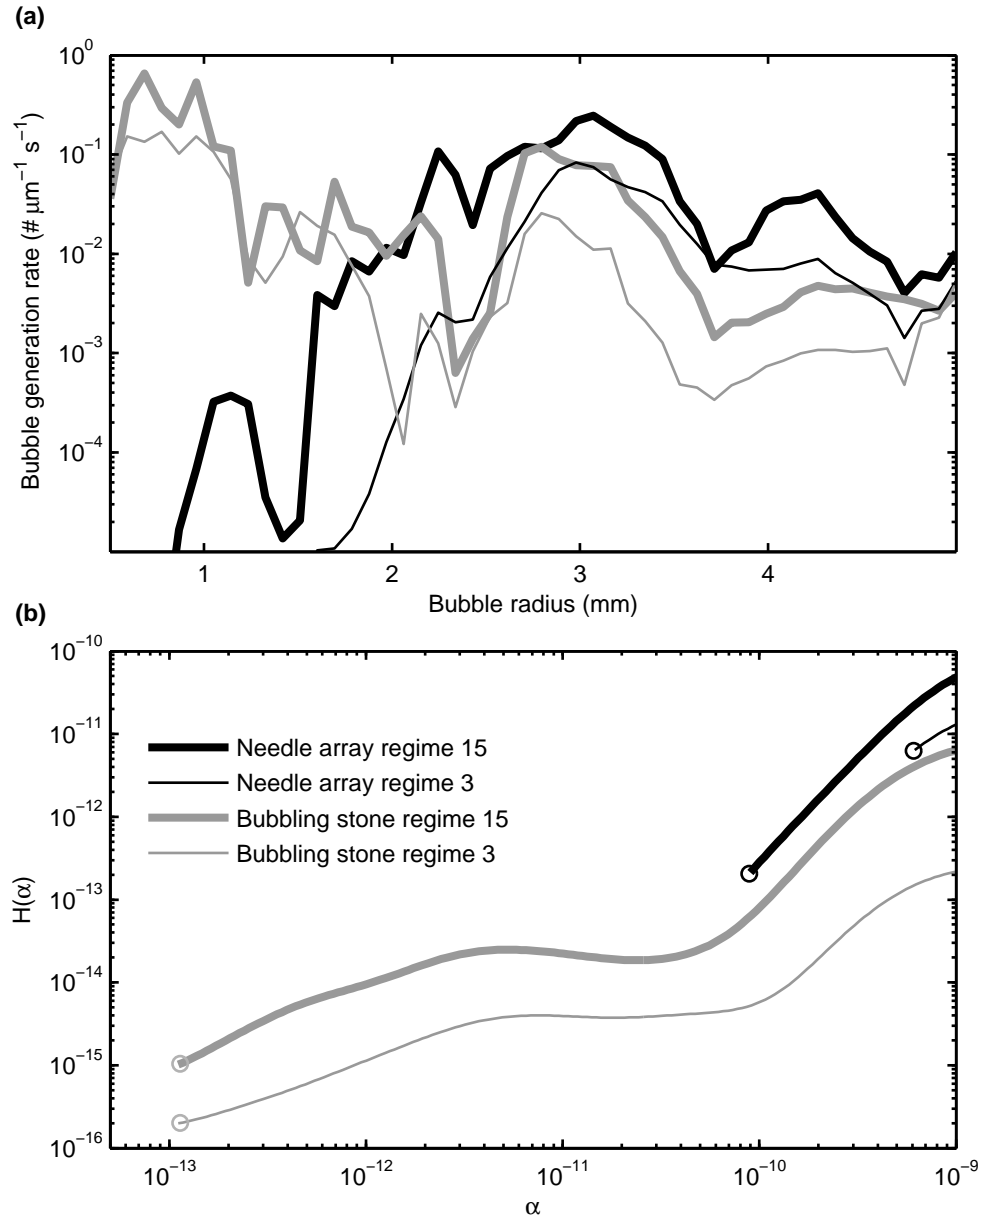 (a)
Bubble generation rate (# μm⁻¹ s⁻¹)
10⁰
10⁻¹
10⁻²
10⁻³
10⁻⁴
1 2 3 4
Bubble radius (mm)
(b)
H(α)
10⁻¹⁰
10⁻¹¹
10⁻¹²
10⁻¹³
10⁻¹⁴
10⁻¹⁵
10⁻¹⁶
Needle array regime 15
Needle array regime 3
Bubbling stone regime 15
Bubbling stone regime 3
10⁻¹³ 10⁻¹² 10⁻¹¹ 10⁻¹⁰ 10⁻⁹
α